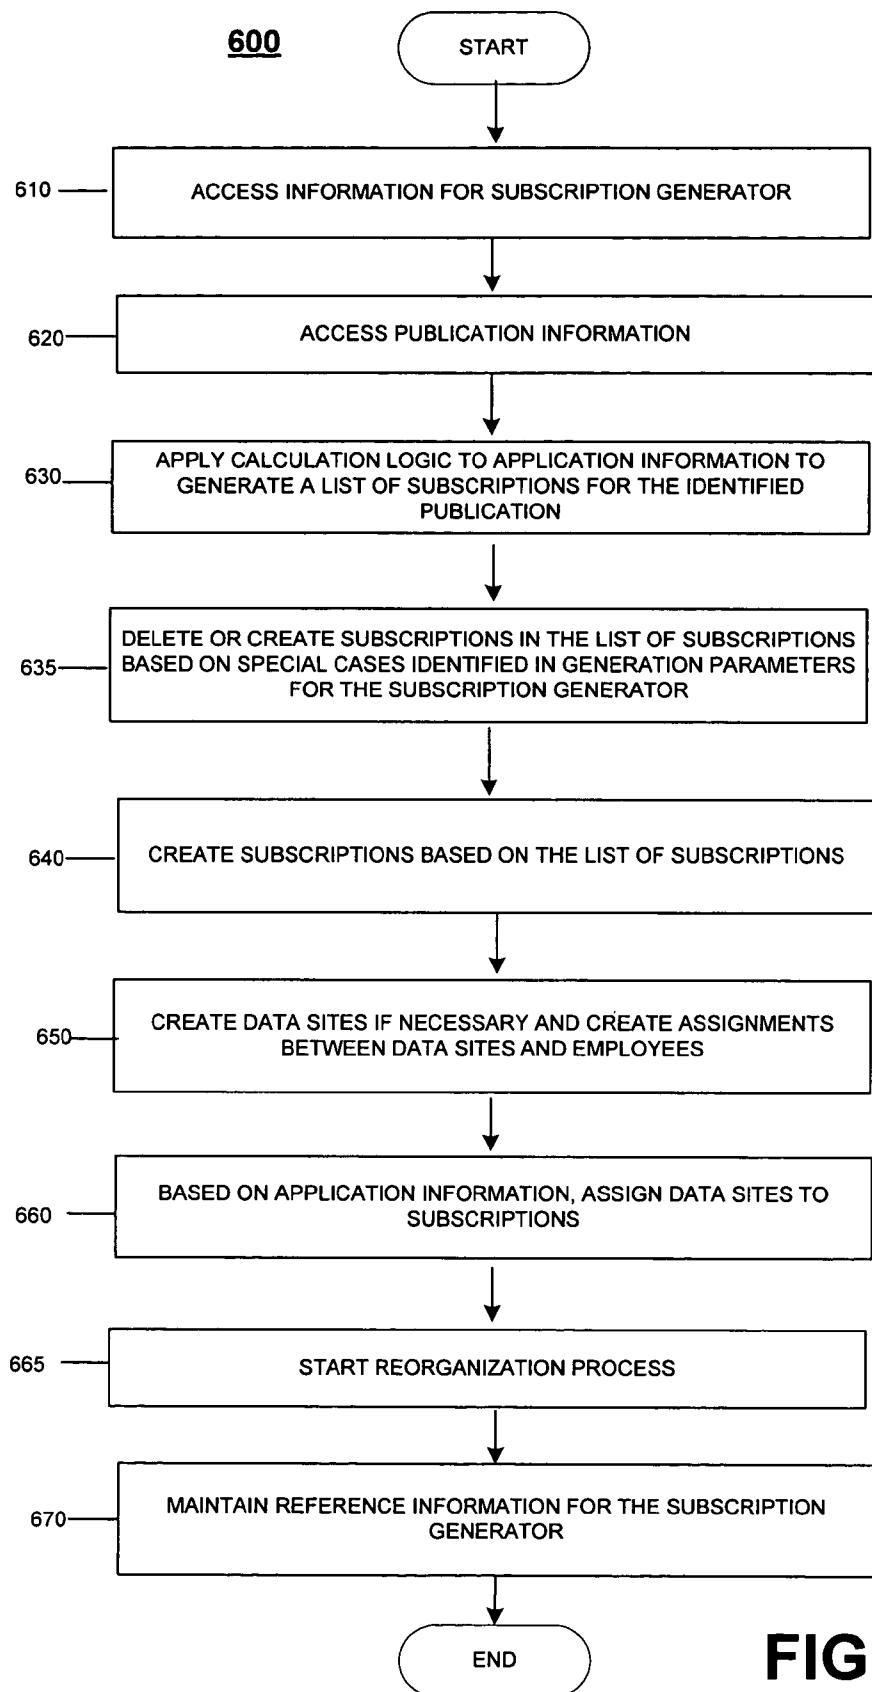 600
START
610
ACCESS INFORMATION FOR SUBSCRIPTION GENERATOR
620
ACCESS PUBLICATION INFORMATION
630
APPLY CALCULATION LOGIC TO APPLICATION INFORMATION TO
GENERATE A LIST OF SUBSCRIPTIONS FOR THE IDENTIFIED
PUBLICATION
635
DELETE OR CREATE SUBSCRIPTIONS IN THE LIST OF SUBSCRIPTIONS
BASED ON SPECIAL CASES IDENTIFIED IN GENERATION PARAMETERS
FOR THE SUBSCRIPTION GENERATOR
640
CREATE SUBSCRIPTIONS BASED ON THE LIST OF SUBSCRIPTIONS
650
CREATE DATA SITES IF NECESSARY AND CREATE ASSIGNMENTS
BETWEEN DATA SITES AND EMPLOYEES
660
BASED ON APPLICATION INFORMATION, ASSIGN DATA SITES TO
SUBSCRIPTIONS
665
START REORGANIZATION PROCESS
670
MAINTAIN REFERENCE INFORMATION FOR THE SUBSCRIPTION
GENERATOR
END
FIG